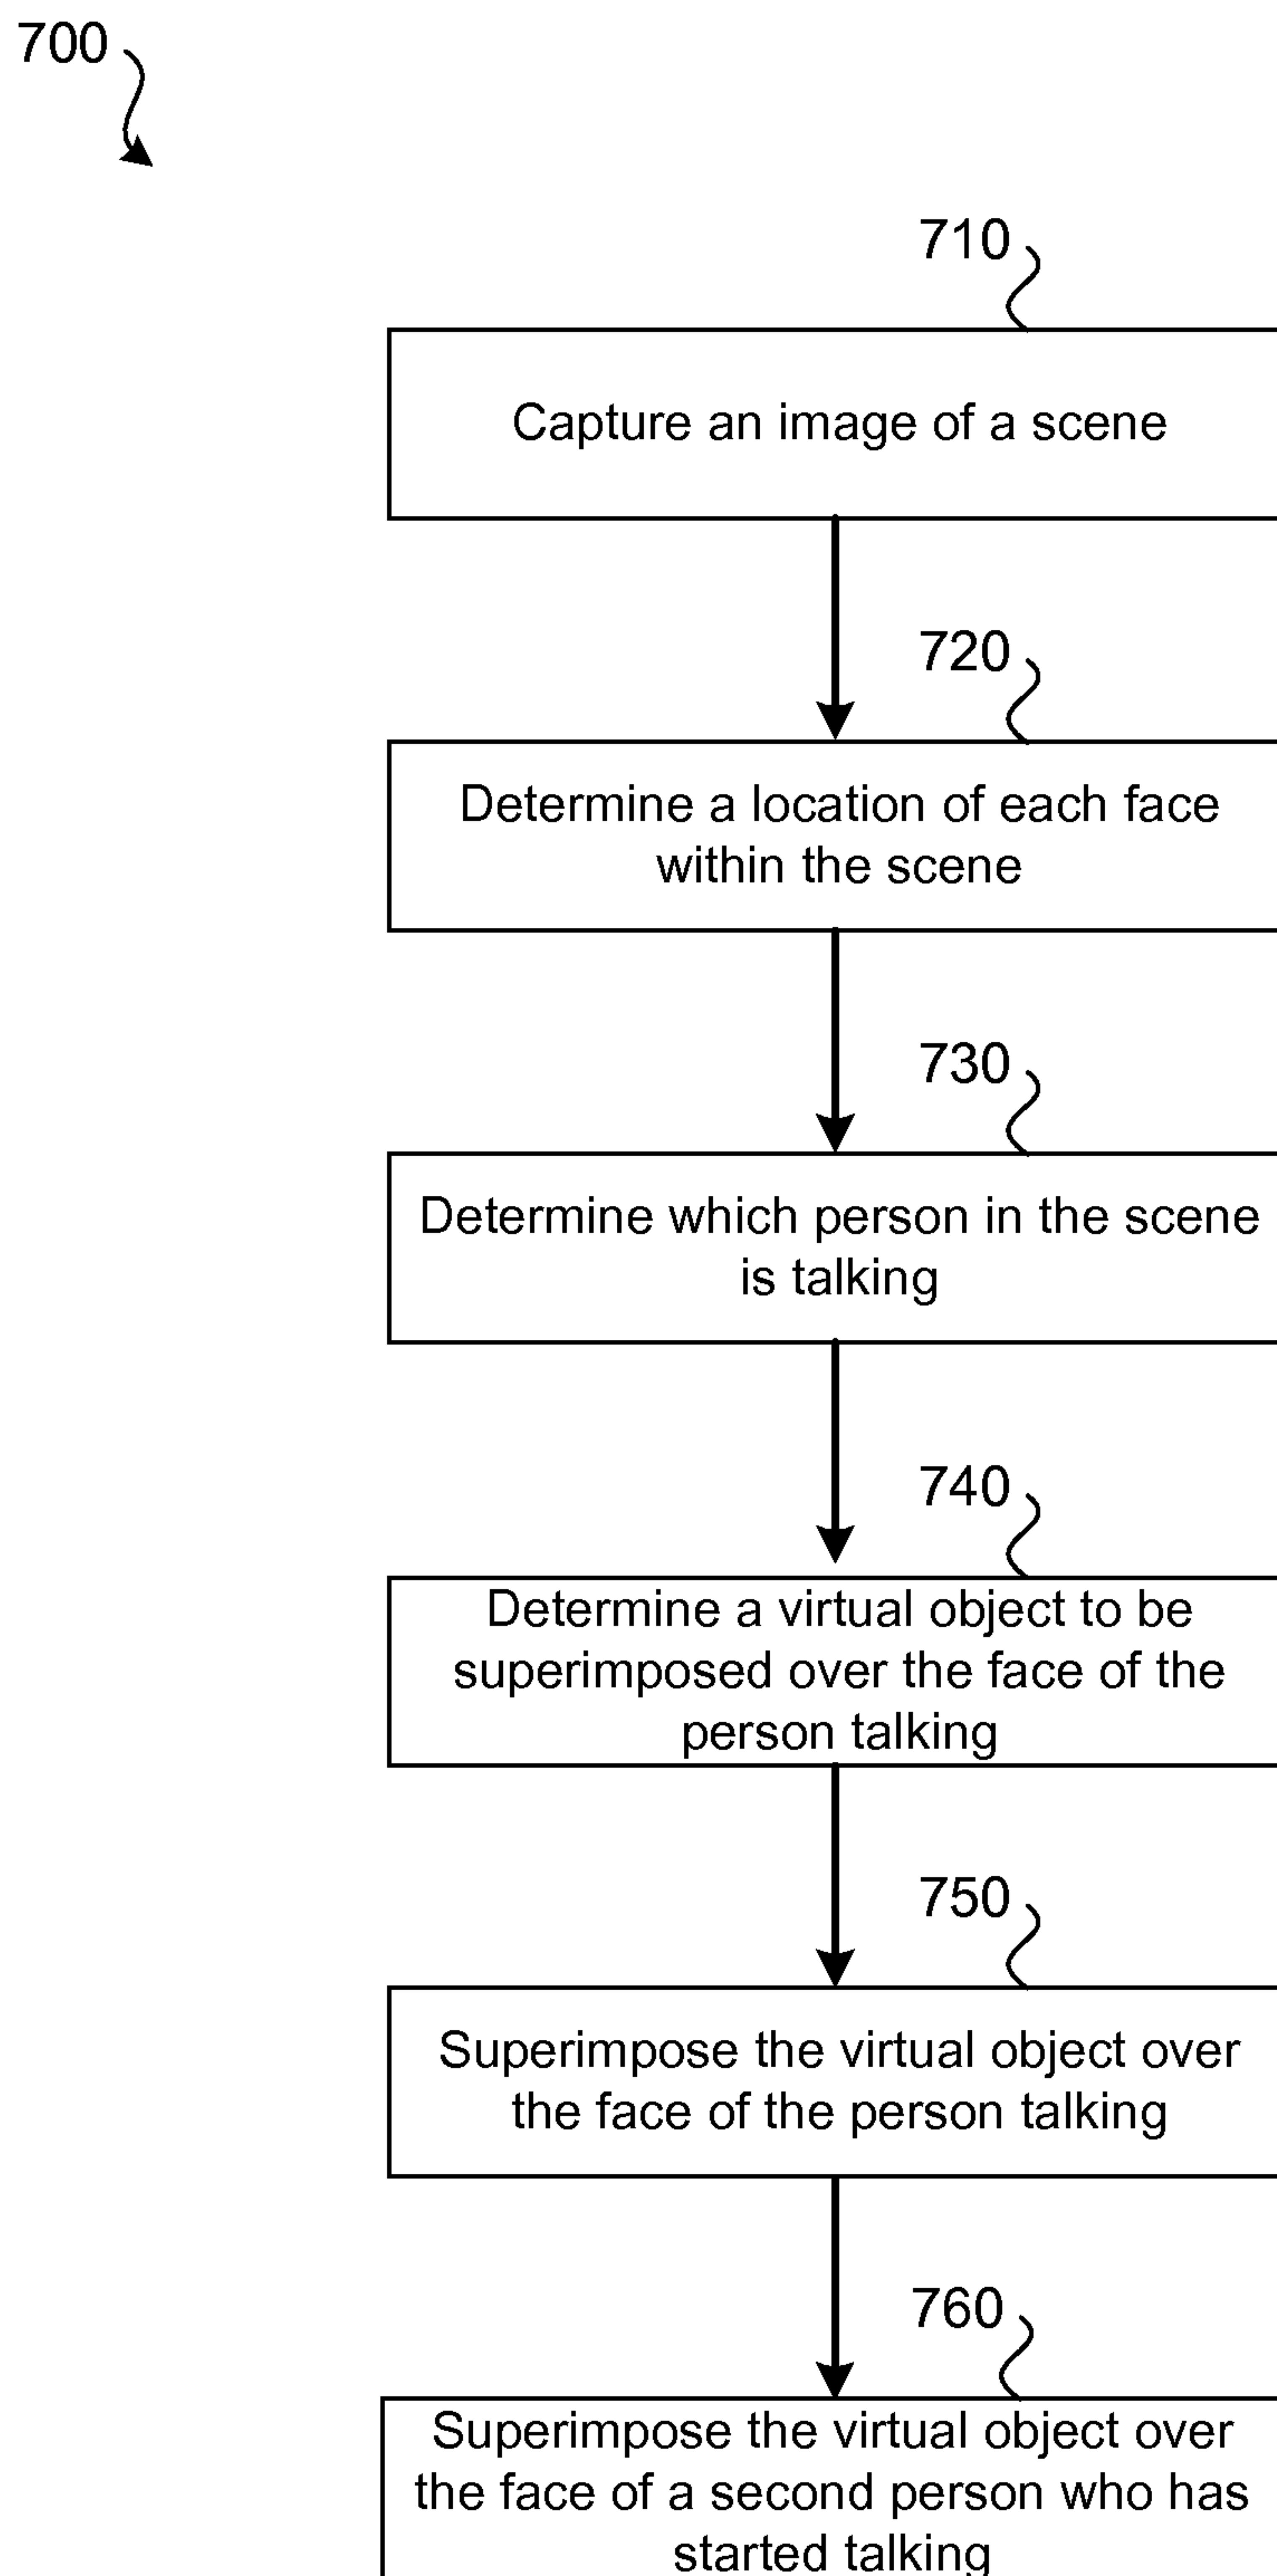 700
710
Capture an image of a scene
720
Determine a location of each face
within the scene
730
Determine which person in the scene
is talking
740
Determine a virtual object to be
superimposed over the face of the
person talking
750
Superimpose the virtual object over
the face of the person talking
760
Superimpose the virtual object over
the face of a second person who has
started talking